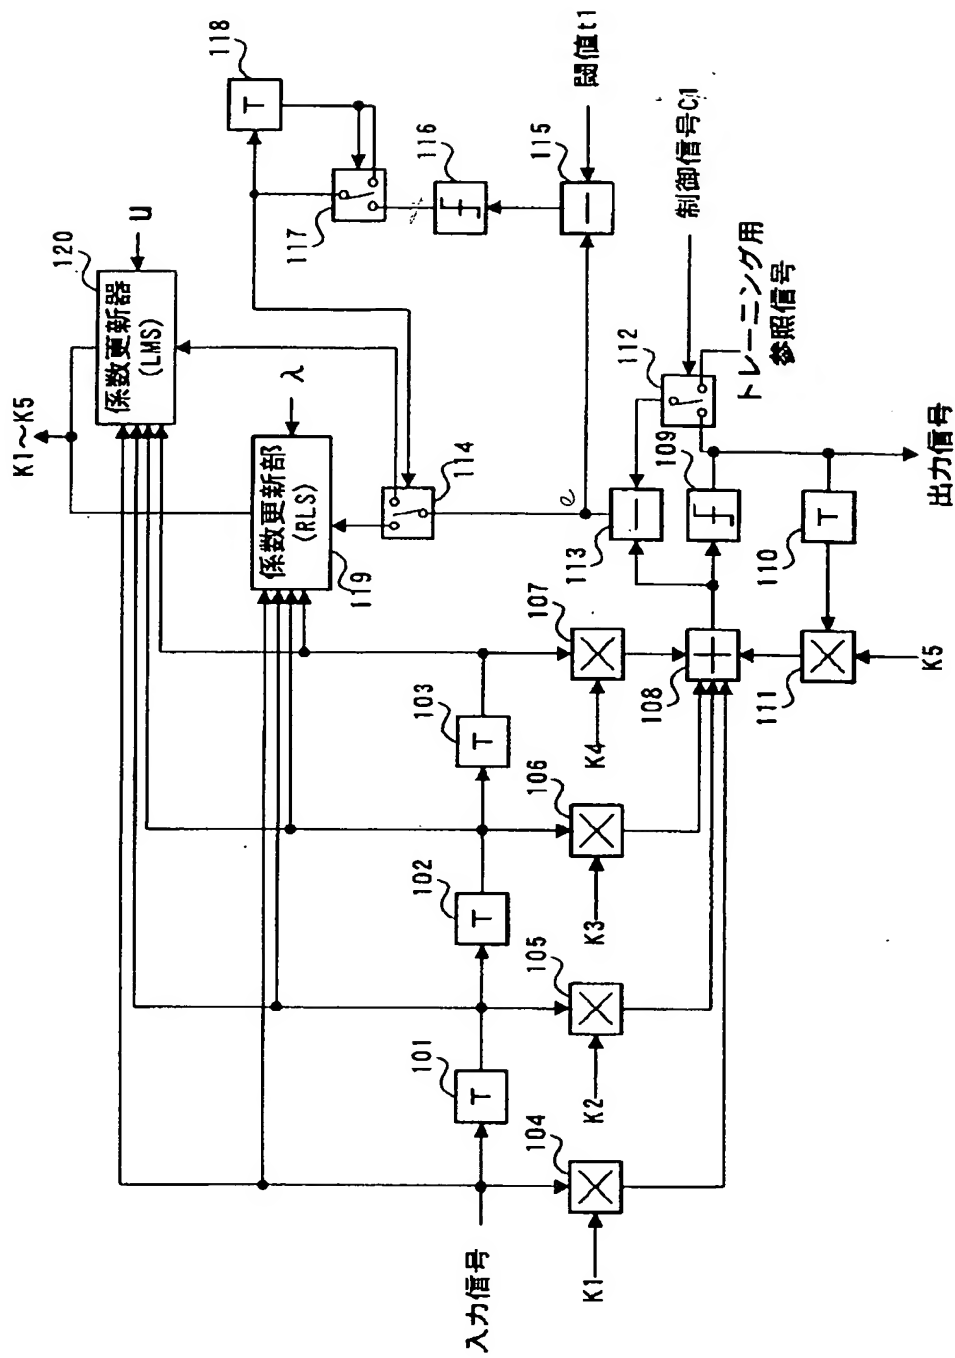 入力信号
101
T
102
T
103
T
104
K1
105
K2
106
K3
107
K4
108
109
110
T
111
K5
出力信号
112
制御信号C1
トレーニング用
参照信号
113
e
114
115
閾値t1
116
117
118
T
係数更新部
(RLS)
119
λ
係数更新器
(LMS)
120
U
K1〜K5